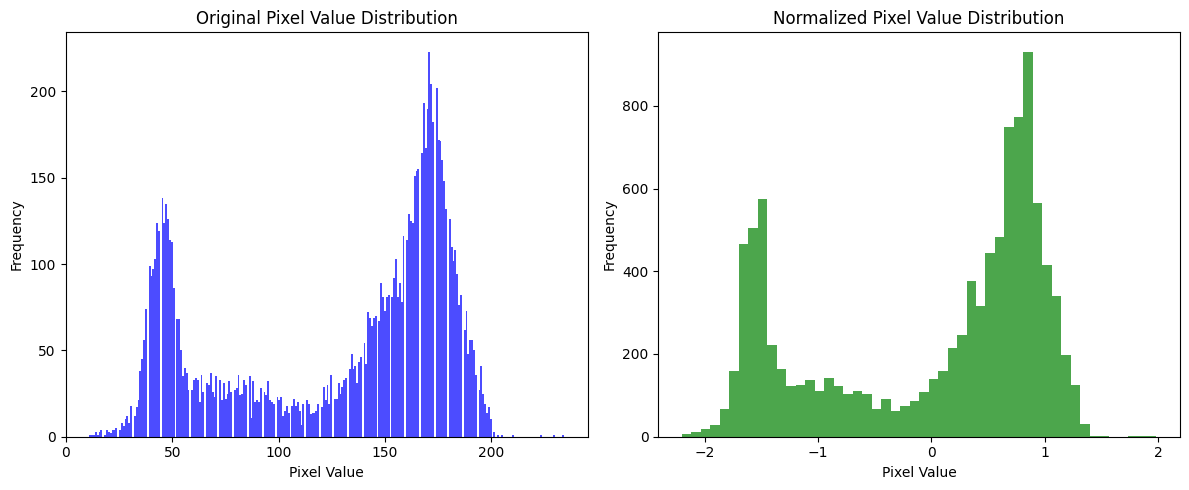 Original Pixel Value Distribution
Frequency
200
150
100
50
0
0 50 100 150 200
Pixel Value
Normalized Pixel Value Distribution
Frequency
800
600
400
200
0
−2 −1 0 1 2
Pixel Value